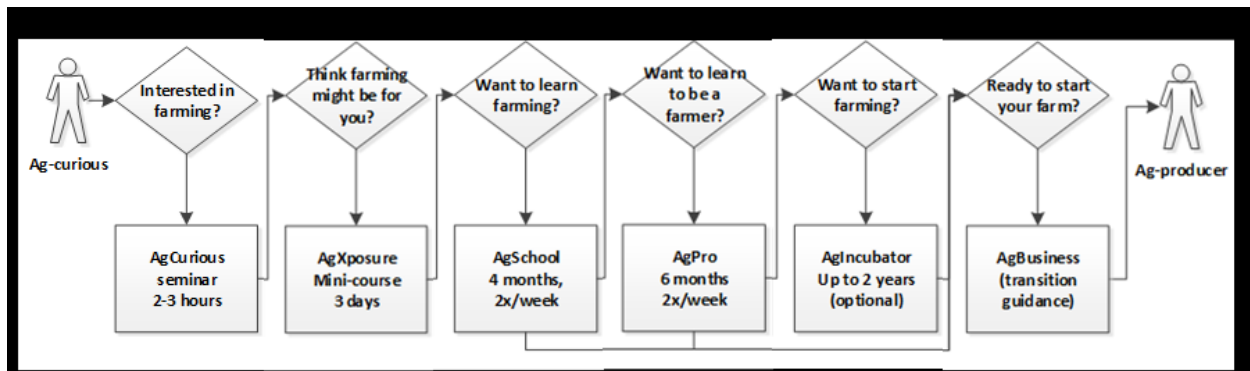 Ag-curious
Interested in
farming?
AgCurious
seminar
2-3 hours
Think farming
might be for
you?
AgXposure
Mini-course
3 days
Want to learn
farming?
AgSchool
4 months,
2x/week
Want to learn
to be a
farmer?
AgPro
6 months
2x/week
Want to start
farming?
AgIncubator
Up to 2 years
(optional)
Ready to start
your farm?
AgBusiness
(transition
guidance)
Ag-producer